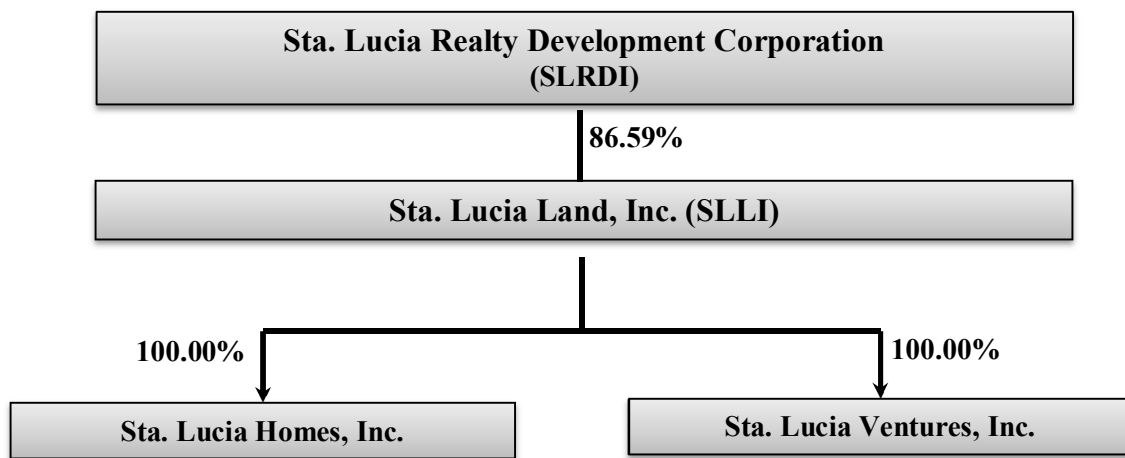 Sta. Lucia Realty Development Corporation
(SLRDI)
86.59%
Sta. Lucia Land, Inc. (SLLI)
100.00%
100.00%
Sta. Lucia Homes, Inc.
Sta. Lucia Ventures, Inc.